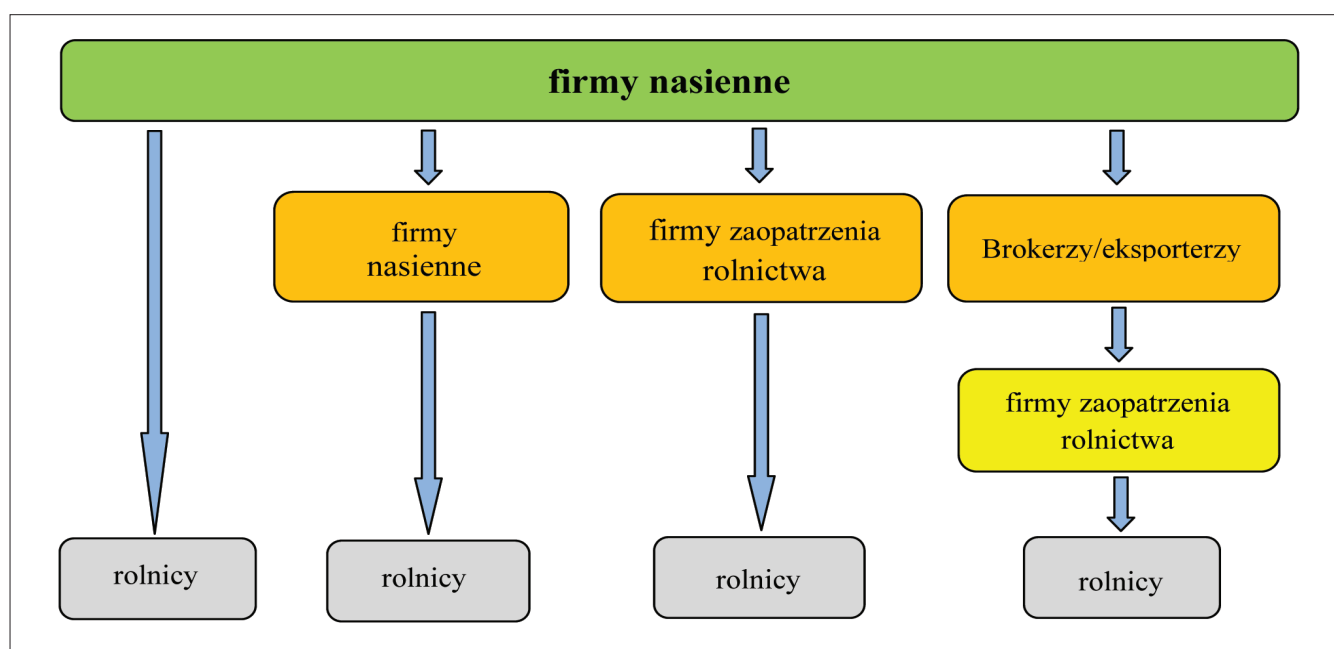 firmy nasienne
firmy
nasienne
firmy zaopatrzenia
rolnictwa
Brokerzy/eksporterzy
firmy zaopatrzenia
rolnictwa
rolnicy
rolnicy
rolnicy
rolnicy